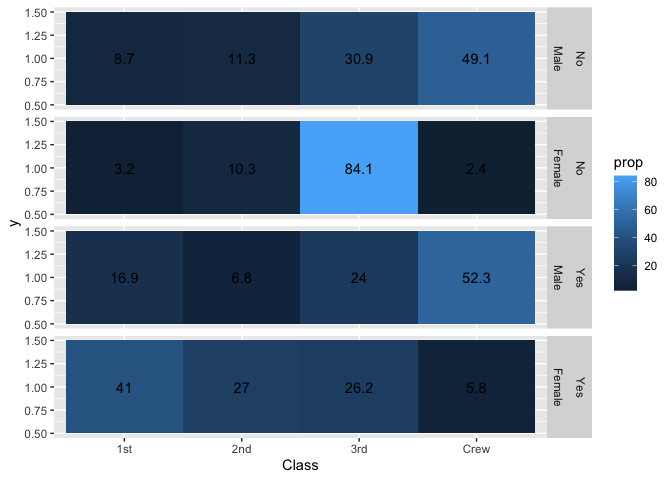 1.50
1.25
1.00
0.75
0.50
8.7 11.3 30.9 49.1
No
Male
1.50
1.25
1.00
0.75
0.50
3.2 10.3 84.1 2.4
No
Female
1.50
1.25
1.00
0.75
0.50
16.9 6.8 24 52.3
Yes
Male
1.50
1.25
1.00
0.75
0.50
41 27 26.2 5.8
Yes
Female
y
1st 2nd 3rd Crew
Class
prop
80
60
40
20